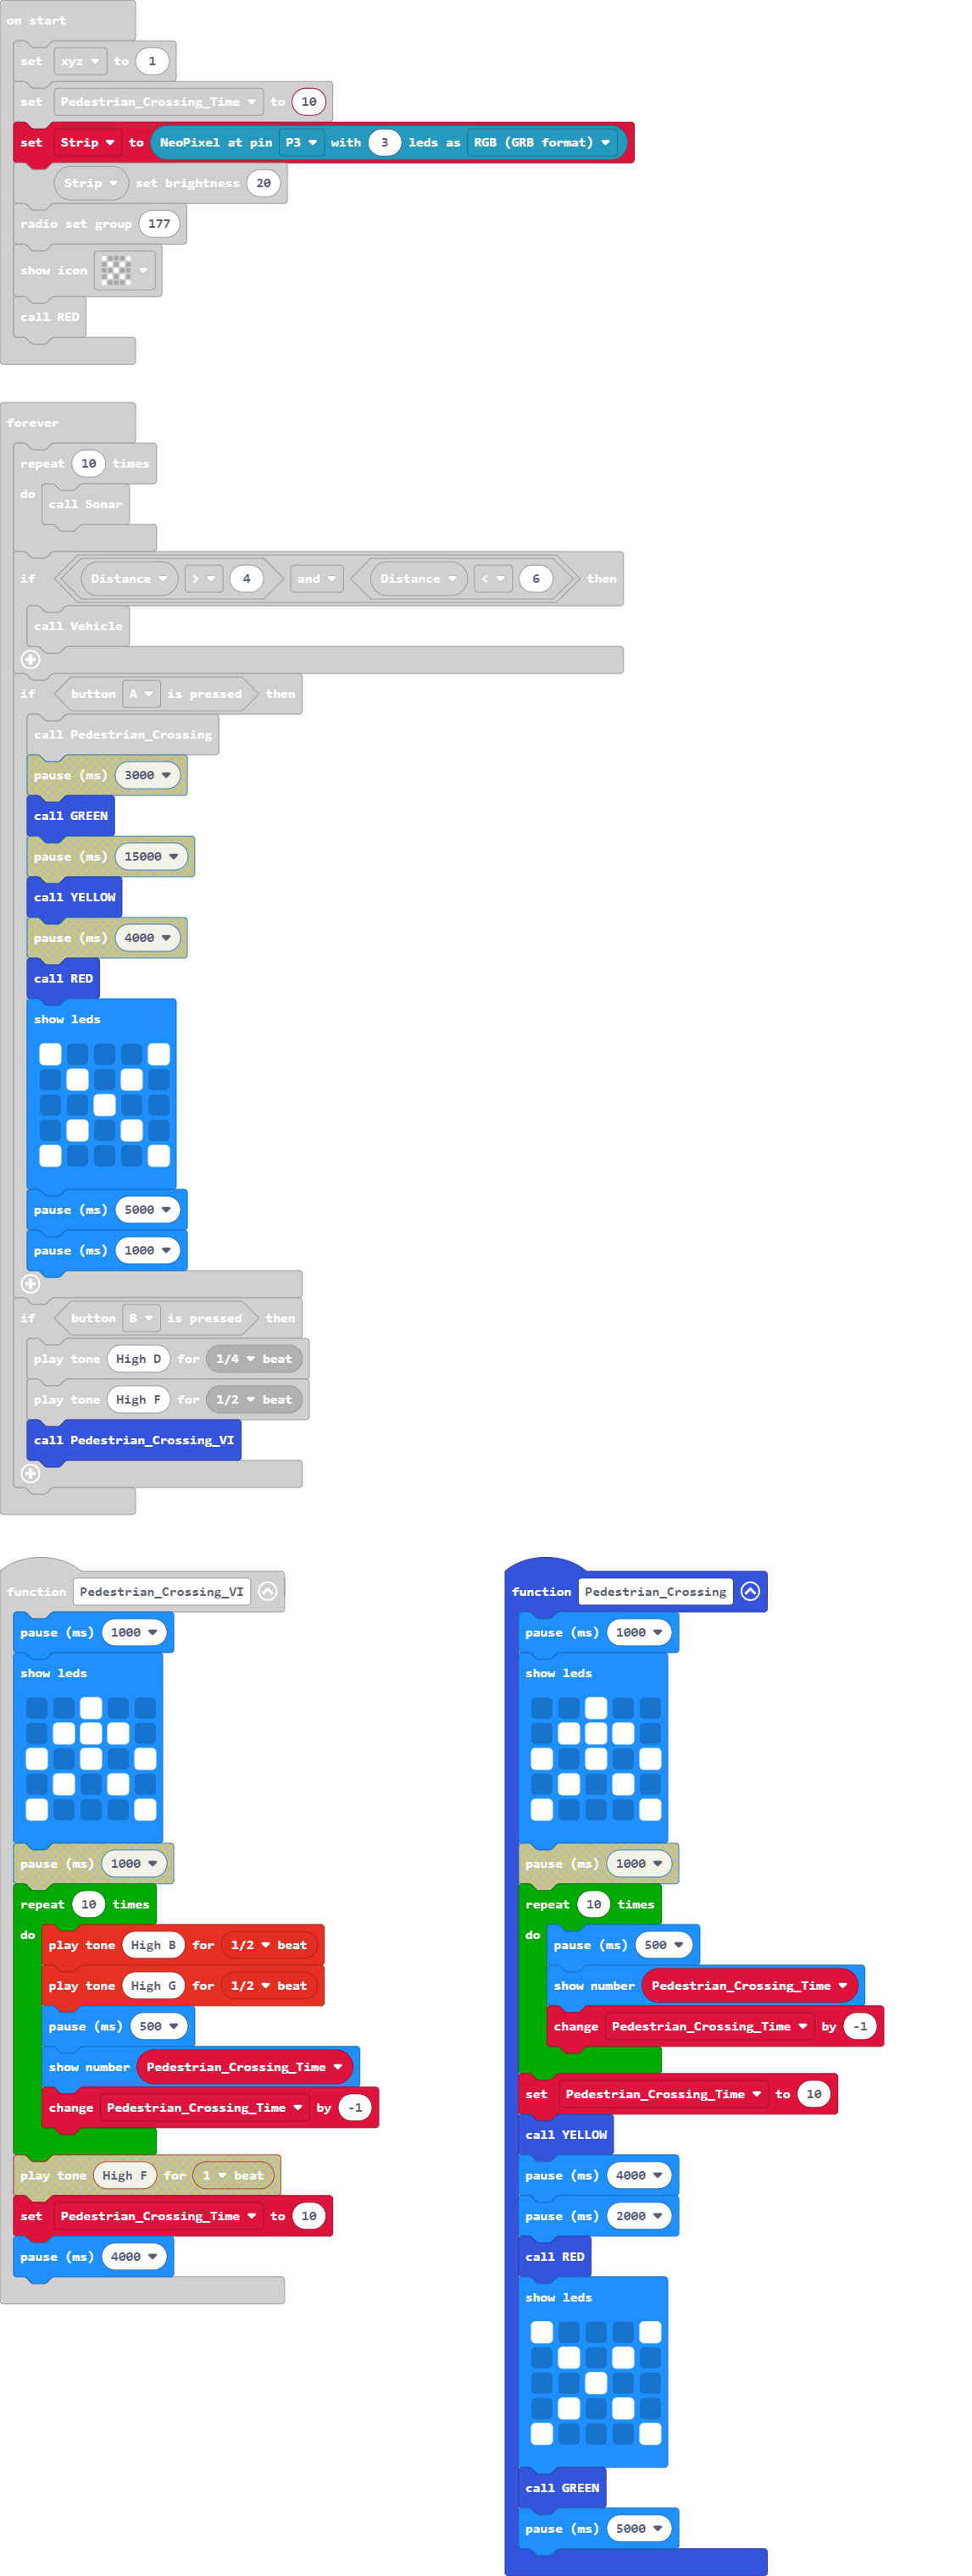 on start
set xyz to 1
set Pedestrian_Crossing_Time to 10
set Strip to NeoPixel at pin P3 with 3 leds as RGB (GRB format)
Strip set brightness 20
radio set group 177
show icon
call RED
forever
repeat 10 times
do call Sonar
if Distance > 4 and Distance < 6 then
call Vehicle
if button A is pressed then
call Pedestrian_Crossing
pause (ms) 3000
call GREEN
pause (ms) 15000
call YELLOW
pause (ms) 4000
call RED
show leds
pause (ms) 5000
pause (ms) 1000
if button B is pressed then
play tone High D for 1/4 beat
play tone High F for 1/2 beat
call Pedestrian_Crossing_VI
function Pedestrian_Crossing_VI
pause (ms) 1000
show leds
pause (ms) 1000
repeat 10 times
do play tone High B for 1/2 beat
play tone High G for 1/2 beat
pause (ms) 500
show number Pedestrian_Crossing_Time
change Pedestrian_Crossing_Time by -1
play tone High F for 1 beat
set Pedestrian_Crossing_Time to 10
pause (ms) 4000
function Pedestrian_Crossing
pause (ms) 1000
show leds
pause (ms) 1000
repeat 10 times
do pause (ms) 500
show number Pedestrian_Crossing_Time
change Pedestrian_Crossing_Time by -1
set Pedestrian_Crossing_Time to 10
call YELLOW
pause (ms) 4000
pause (ms) 2000
call RED
show leds
call GREEN
pause (ms) 5000